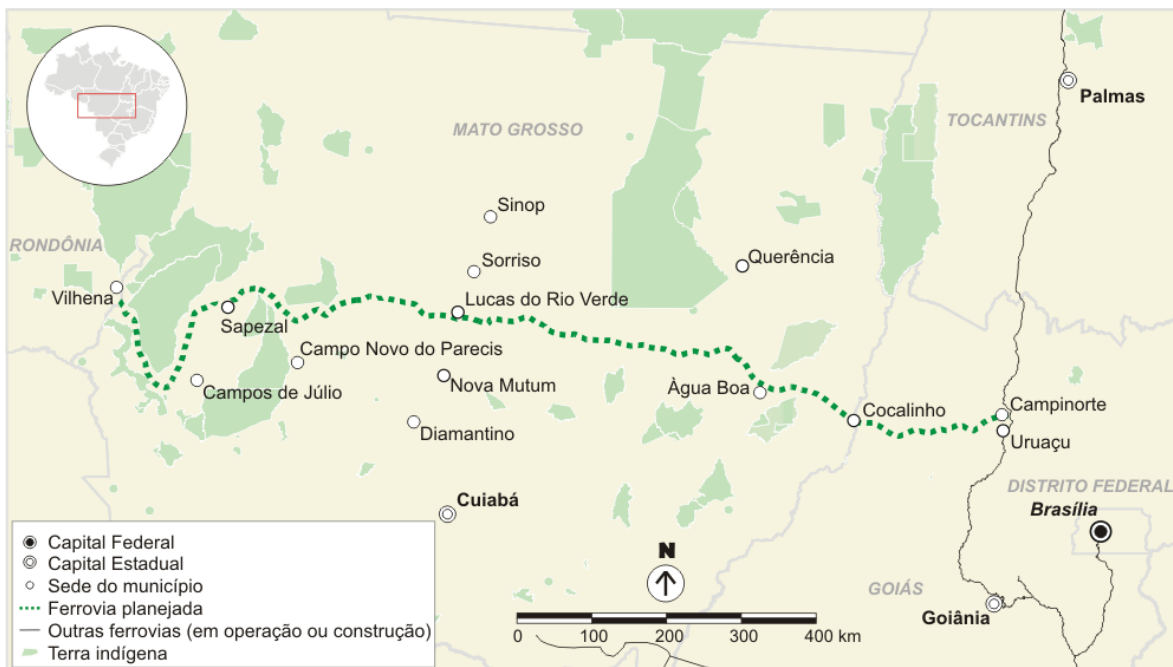 Palmas
TOCANTINS
MATO GROSSO
Sinop
RONDÔNIA
Sorriso
Querência
Vilhena
Lucas do Rio Verde
Sapezal
Campo Novo do Parecis
Nova Mutum
Campos de Júlio
Àgua Boa
Cocalinho
Campinorte
Diamantino
Uruaçu
DISTRITO FEDERAL
Cuiabá
Brasília
Capital Federal
Capital Estadual
Sede do município
Ferrovia planejada
Outras ferrovias (em operação ou construção)
Terra indígena
N
GOIÁS
Goiânia
0 100 200 300 400 km